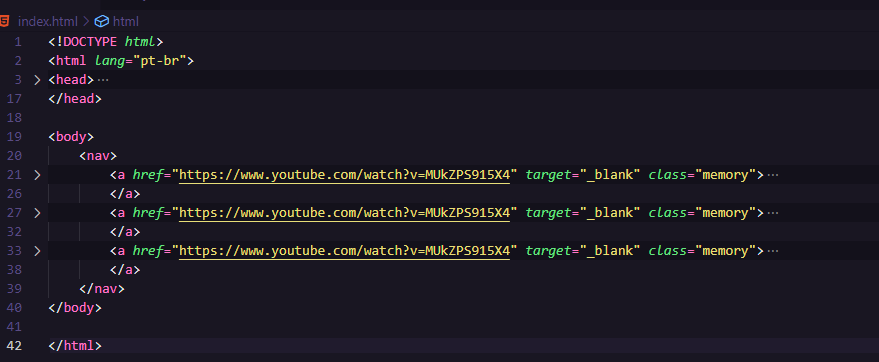 index.html > html
1 <!DOCTYPE html>
2 <html lang="pt-br">
3 <head>···
17 </head>
18
19 <body>
20 <nav>
21 <a href="https://www.youtube.com/watch?v=MUkZPS915X4" target="_blank" class="memory">···
26 </a>
27 <a href="https://www.youtube.com/watch?v=MUkZPS915X4" target="_blank" class="memory">···
32 </a>
33 <a href="https://www.youtube.com/watch?v=MUkZPS915X4" target="_blank" class="memory">···
38 </a>
39 </nav>
40 </body>
41
42 </html>